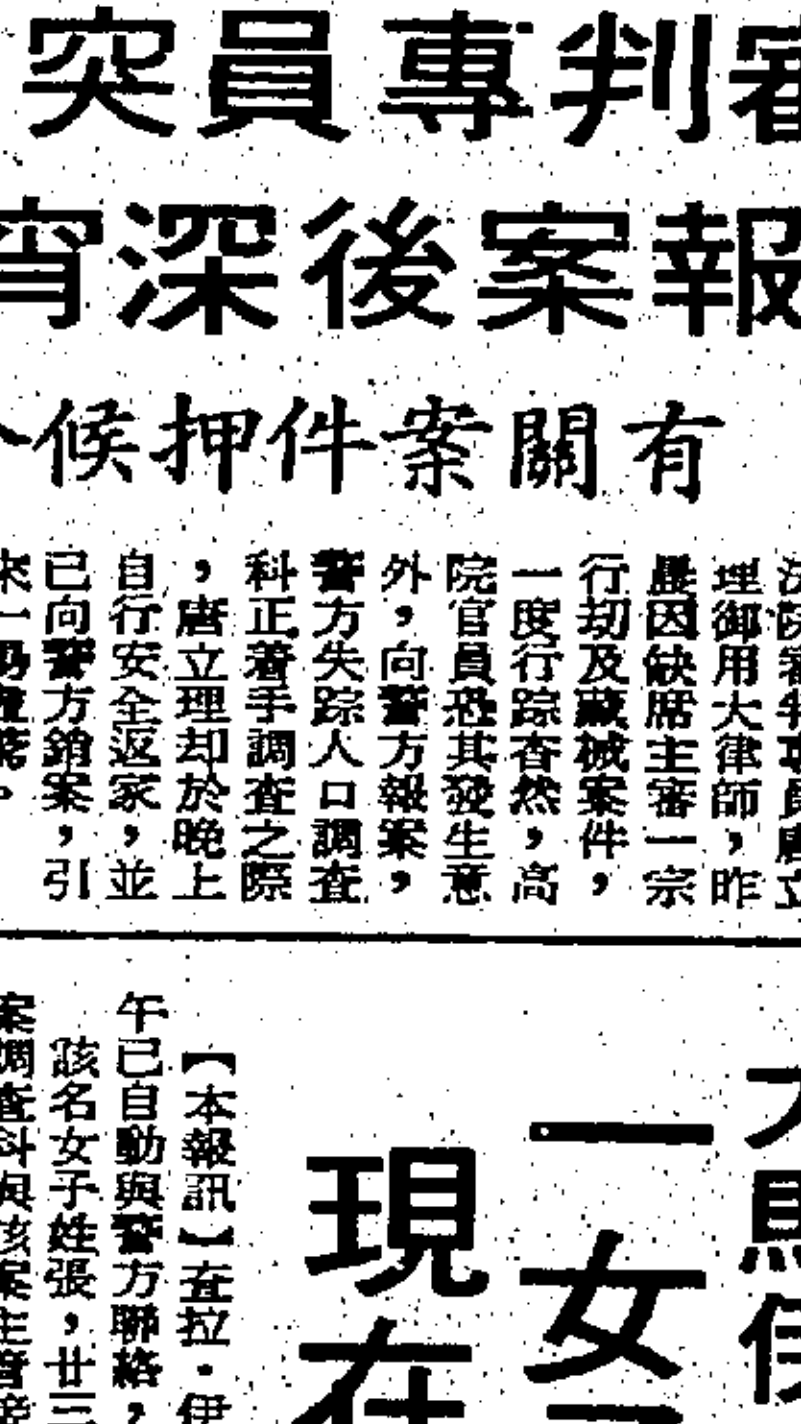 審判專員突
報案後深宵
有關案件押候
決院審判專員唐立
理御用大律師，昨
晨因缺席主審一宗
行劫及藏械案件，
一度行踪杳然，高
院官員恐其發生意
外，向警方報案，
警方失踪人口調查
科正着手調查之際
，唐立理却於晚上
自行安全返家，並
已向警方銷案，引
一女
現在
【本報訊】查拉·伊
午已自動與警方聯絡，
該名女子姓張，廿三
案調查科與該案主管